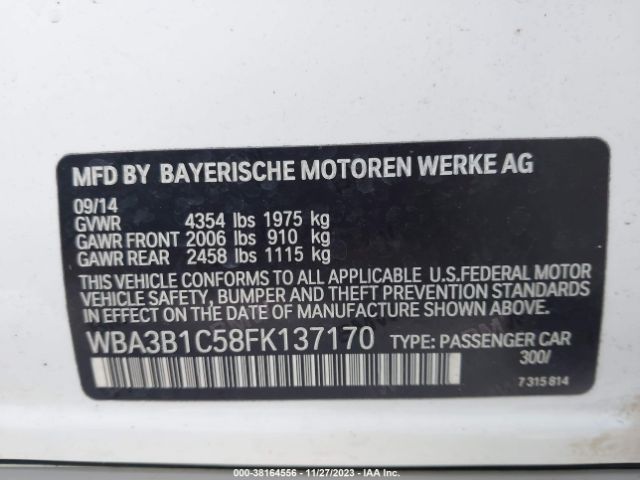 MFD BY BAYERISCHE MOTOREN WERKE AG
09/14
GVWR 4354 lbs 1975 kg
GAWR FRONT 2006 lbs 910 kg
GAWR REAR 2458 lbs 1115 kg
THIS VEHICLE CONFORMS TO ALL APPLICABLE U.S.FEDERAL MOTOR
VEHICLE SAFETY, BUMPER AND THEFT PREVENTION STANDARDS IN
EFFECT ON THE DATE OF MANUFACTURE SHOWN ABOVE.
WBA3B1C58FK137170 TYPE: PASSENGER CAR
300/
7 315 814
000-38164556 - 11/27/2023 - IAA Inc.